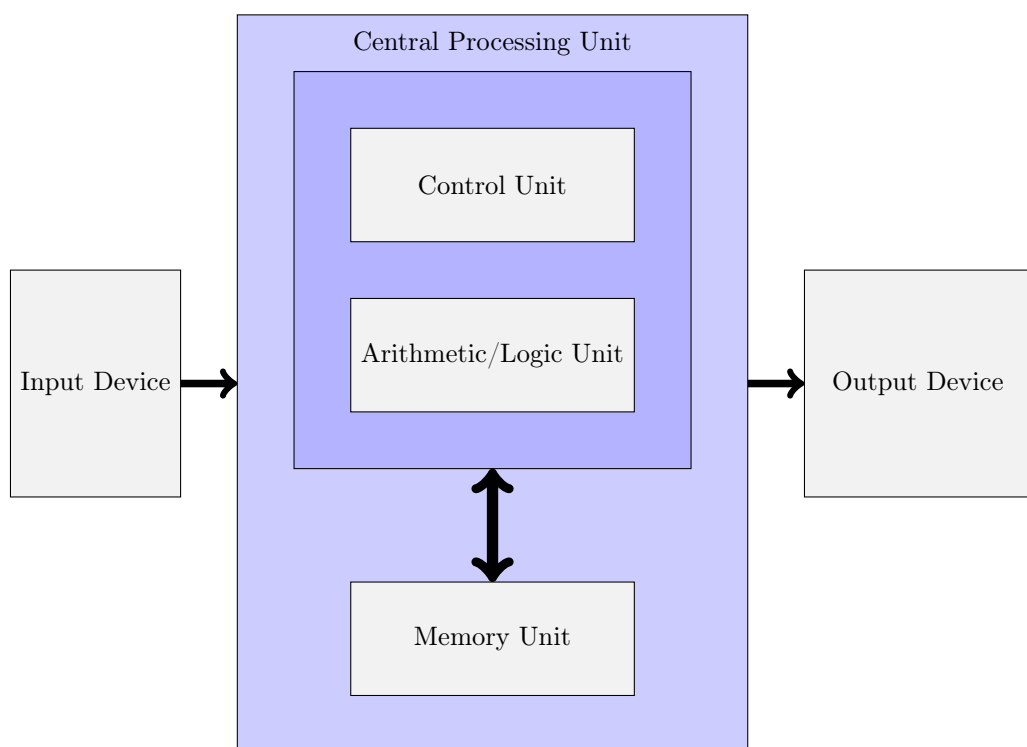 Central Processing Unit
Control Unit
Arithmetic/Logic Unit
Input Device
Output Device
Memory Unit